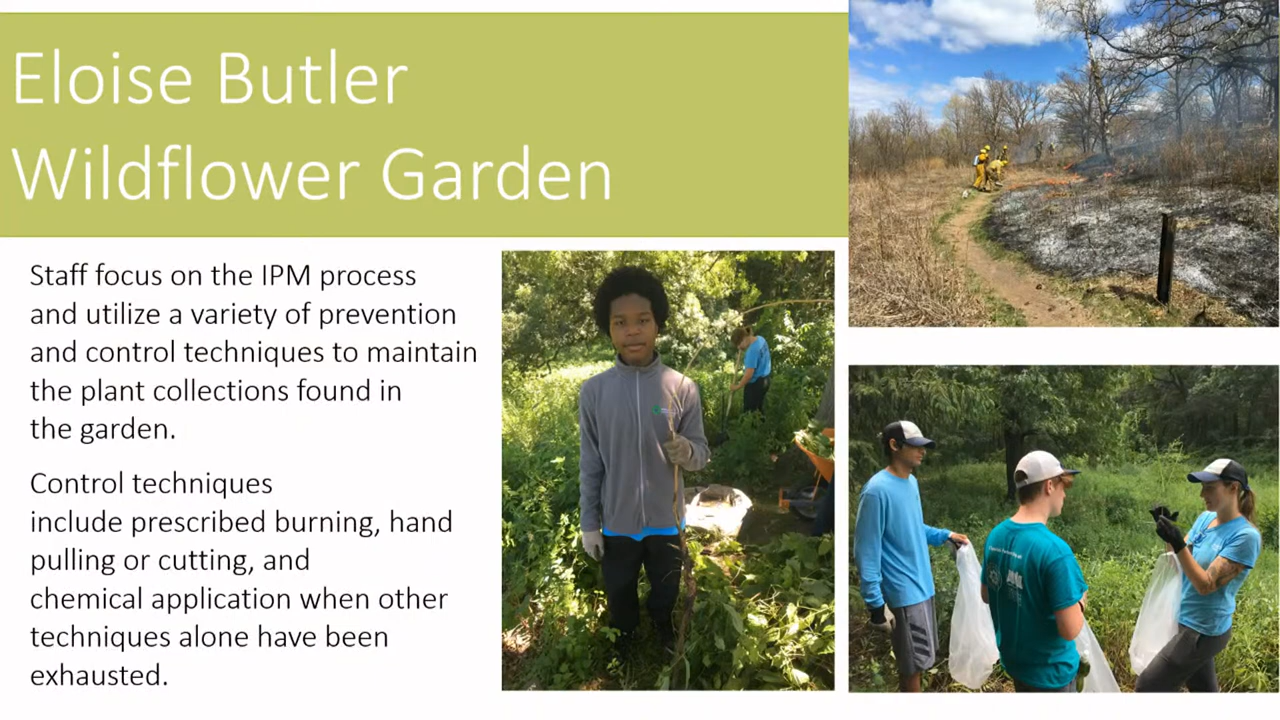 Eloise Butler
Wildflower Garden
Staff focus on the IPM process
and utilize a variety of prevention
and control techniques to maintain
the plant collections found in
the garden.
Control techniques
include prescribed burning, hand
pulling or cutting, and
chemical application when other
techniques alone have been
exhausted.